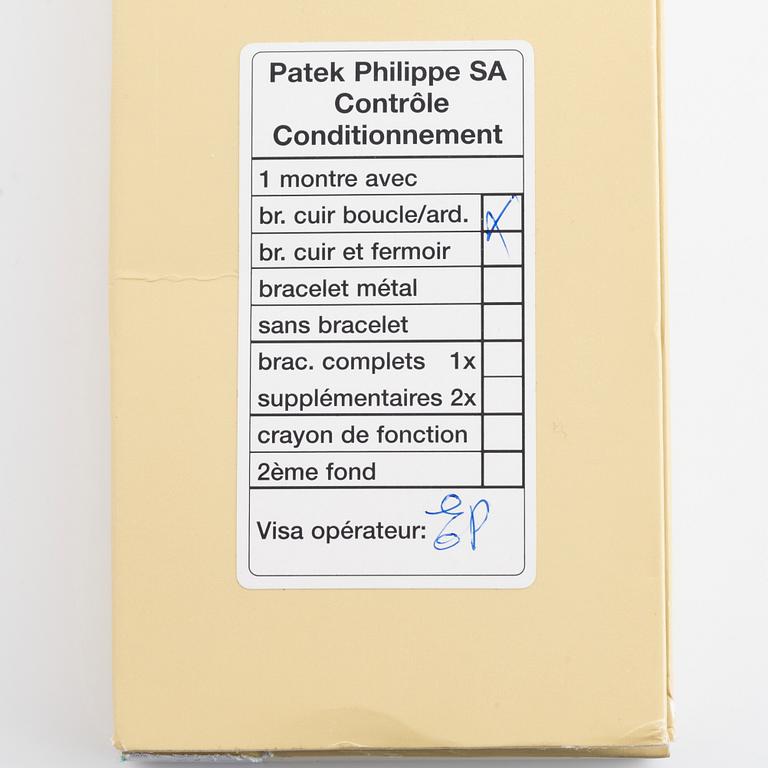 Patek Philippe SA
Contrôle
Conditionnement
1 montre avec
br. cuir boucle/ard. X
br. cuir et fermoir
bracelet métal
sans bracelet
brac. complets 1x
supplémentaires 2x
crayon de fonction
2ème fond
Visa opérateur: EP